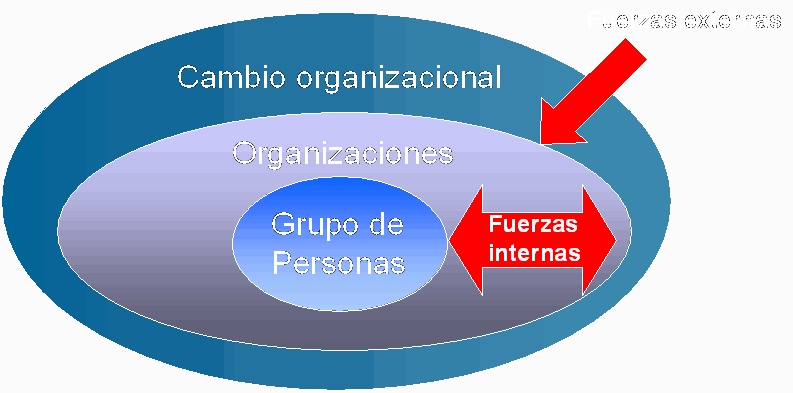 Fuerzas externas
Cambio organizacional
Organizaciones
Grupo de
Personas
Fuerzas
internas